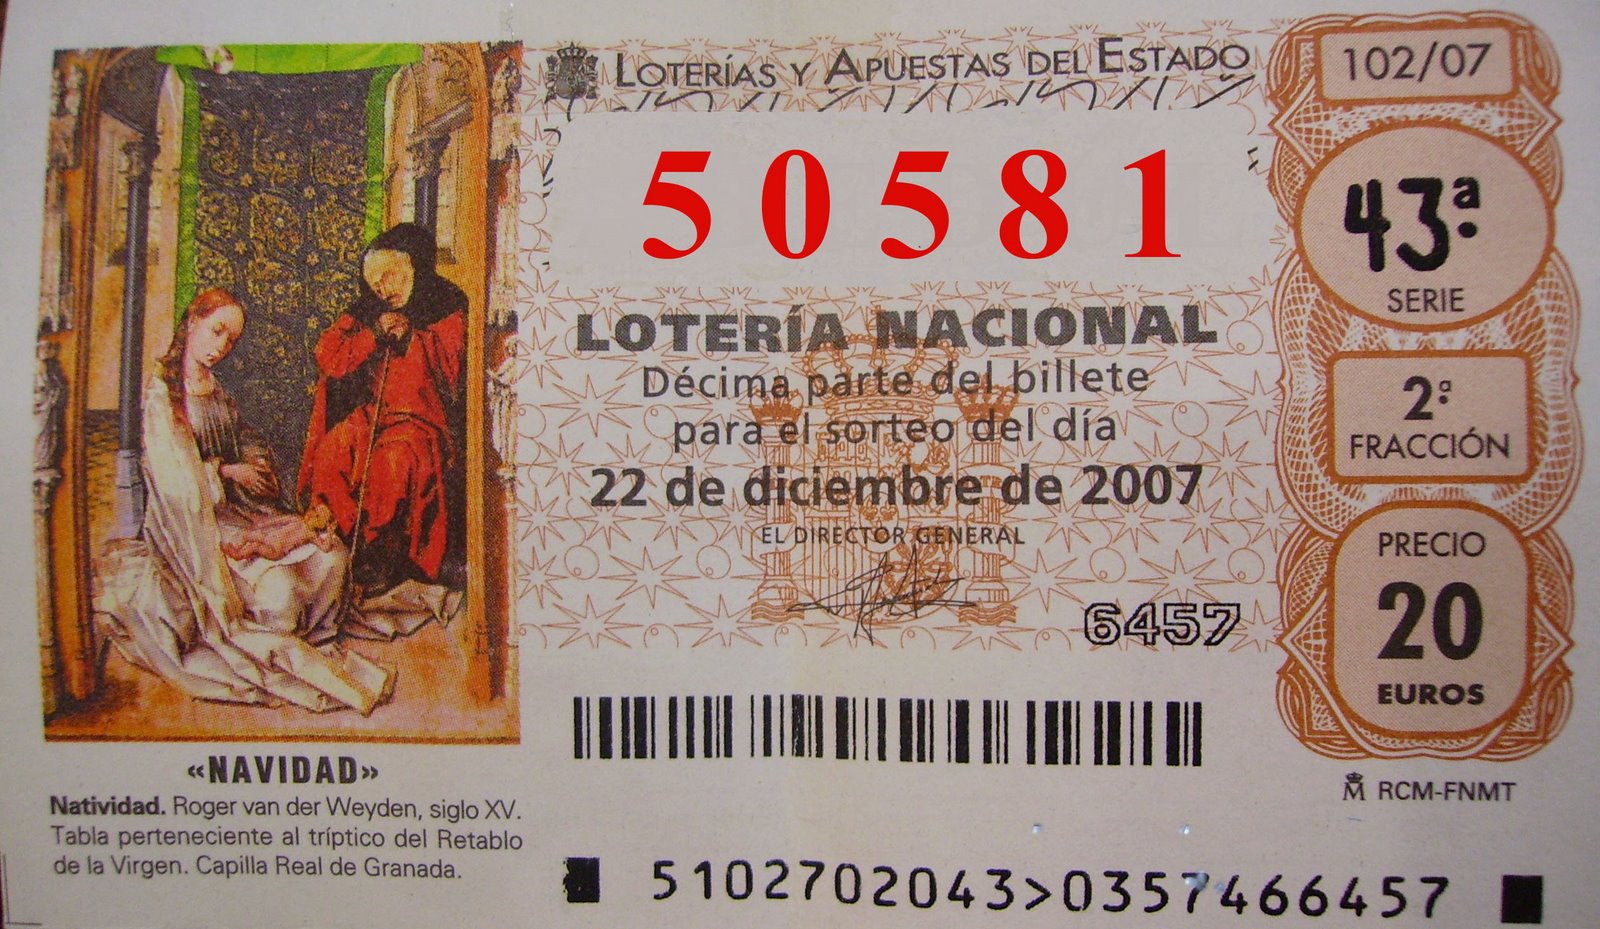 LOTERÍAS Y APUESTAS DEL ESTADO
102/07
50581
43ª
SERIE
LOTERÍA NACIONAL
Décima parte del billete
para el sorteo del día
22 de diciembre de 2007
2ª
FRACCIÓN
EL DIRECTOR GENERAL
6457
PRECIO
20
EUROS
«NAVIDAD»
Natividad. Roger van der Weyden, siglo XV.
Tabla perteneciente al tríptico del Retablo
de la Virgen. Capilla Real de Granada.
M RCM-FNMT
5102702043>0357466457